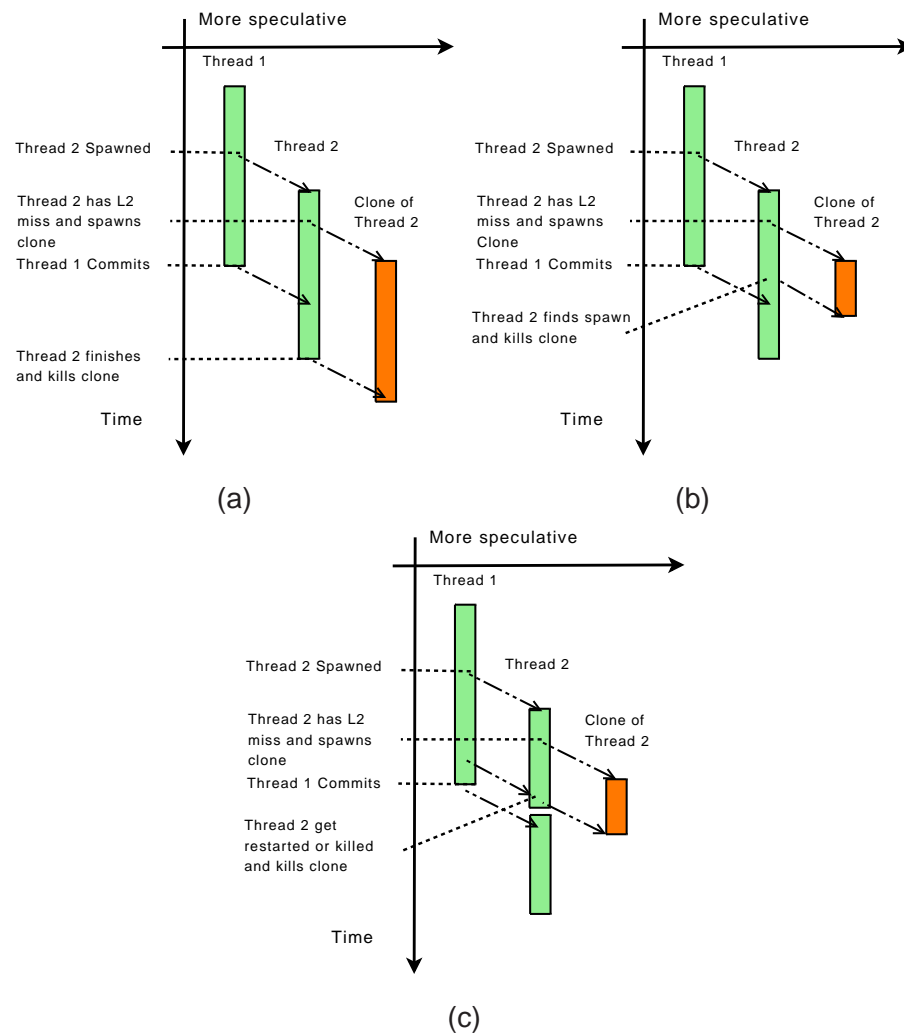 More speculative
Thread 1
Thread 2 Spawned
Thread 2
Thread 2 has L2
miss and spawns
clone
Clone of
Thread 2
Thread 1 Commits
Thread 2 finishes
and kills clone
Time
(a)
More speculative
Thread 1
Thread 2 Spawned
Thread 2
Thread 2 has L2
miss and spawns
Clone
Clone of
Thread 2
Thread 1 Commits
Thread 2 finds spawn
and kills clone
Time
(b)
More speculative
Thread 1
Thread 2 Spawned
Thread 2
Thread 2 has L2
miss and spawns
clone
Clone of
Thread 2
Thread 1 Commits
Thread 2 get
restarted or killed
and kills clone
Time
(c)